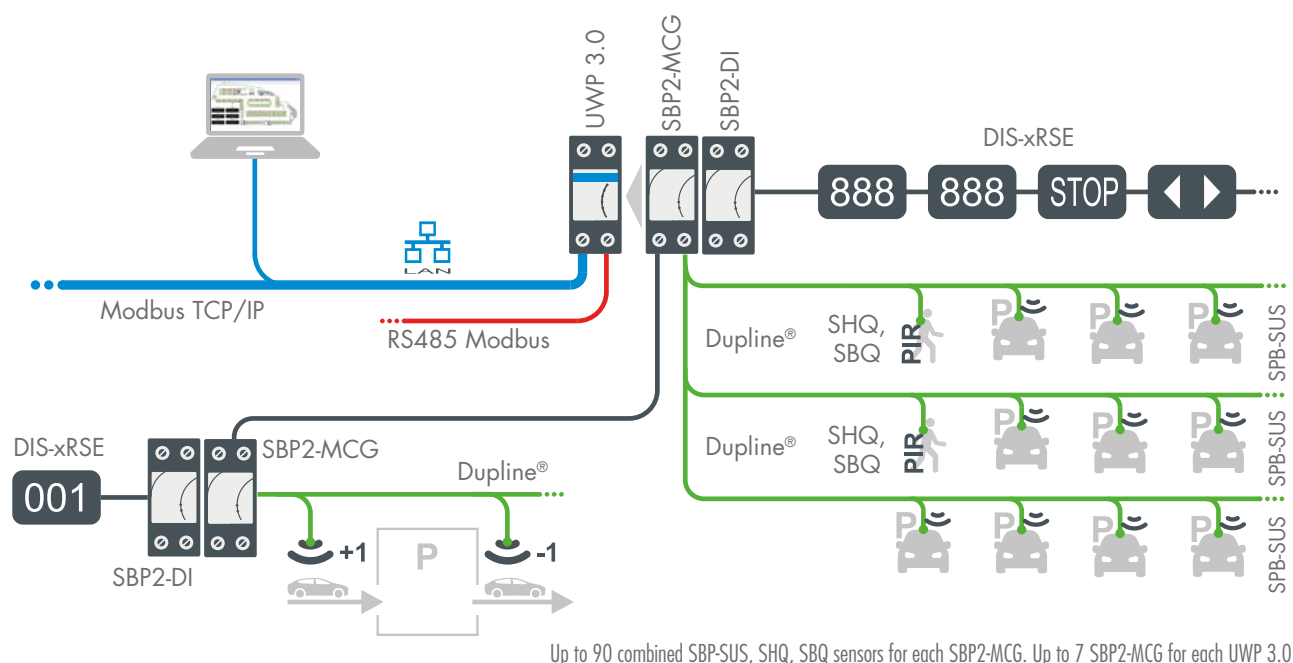 UWP 3.0
SBP2-MCG
SBP2-DI
DIS-xRSE
888
888
STOP
LAN
Modbus TCP/IP
RS485 Modbus
Dupline®
SHQ,
SBQ
PIR
P
P
P
SPB-SUS
Dupline®
SHQ,
SBQ
PIR
P
P
P
SPB-SUS
P
P
P
P
SPB-SUS
DIS-xRSE
001
SBP2-MCG
SBP2-DI
Dupline®
+1
P
-1
Up to 90 combined SBP-SUS, SHQ, SBQ sensors for each SBP2-MCG. Up to 7 SBP2-MCG for each UWP 3.0